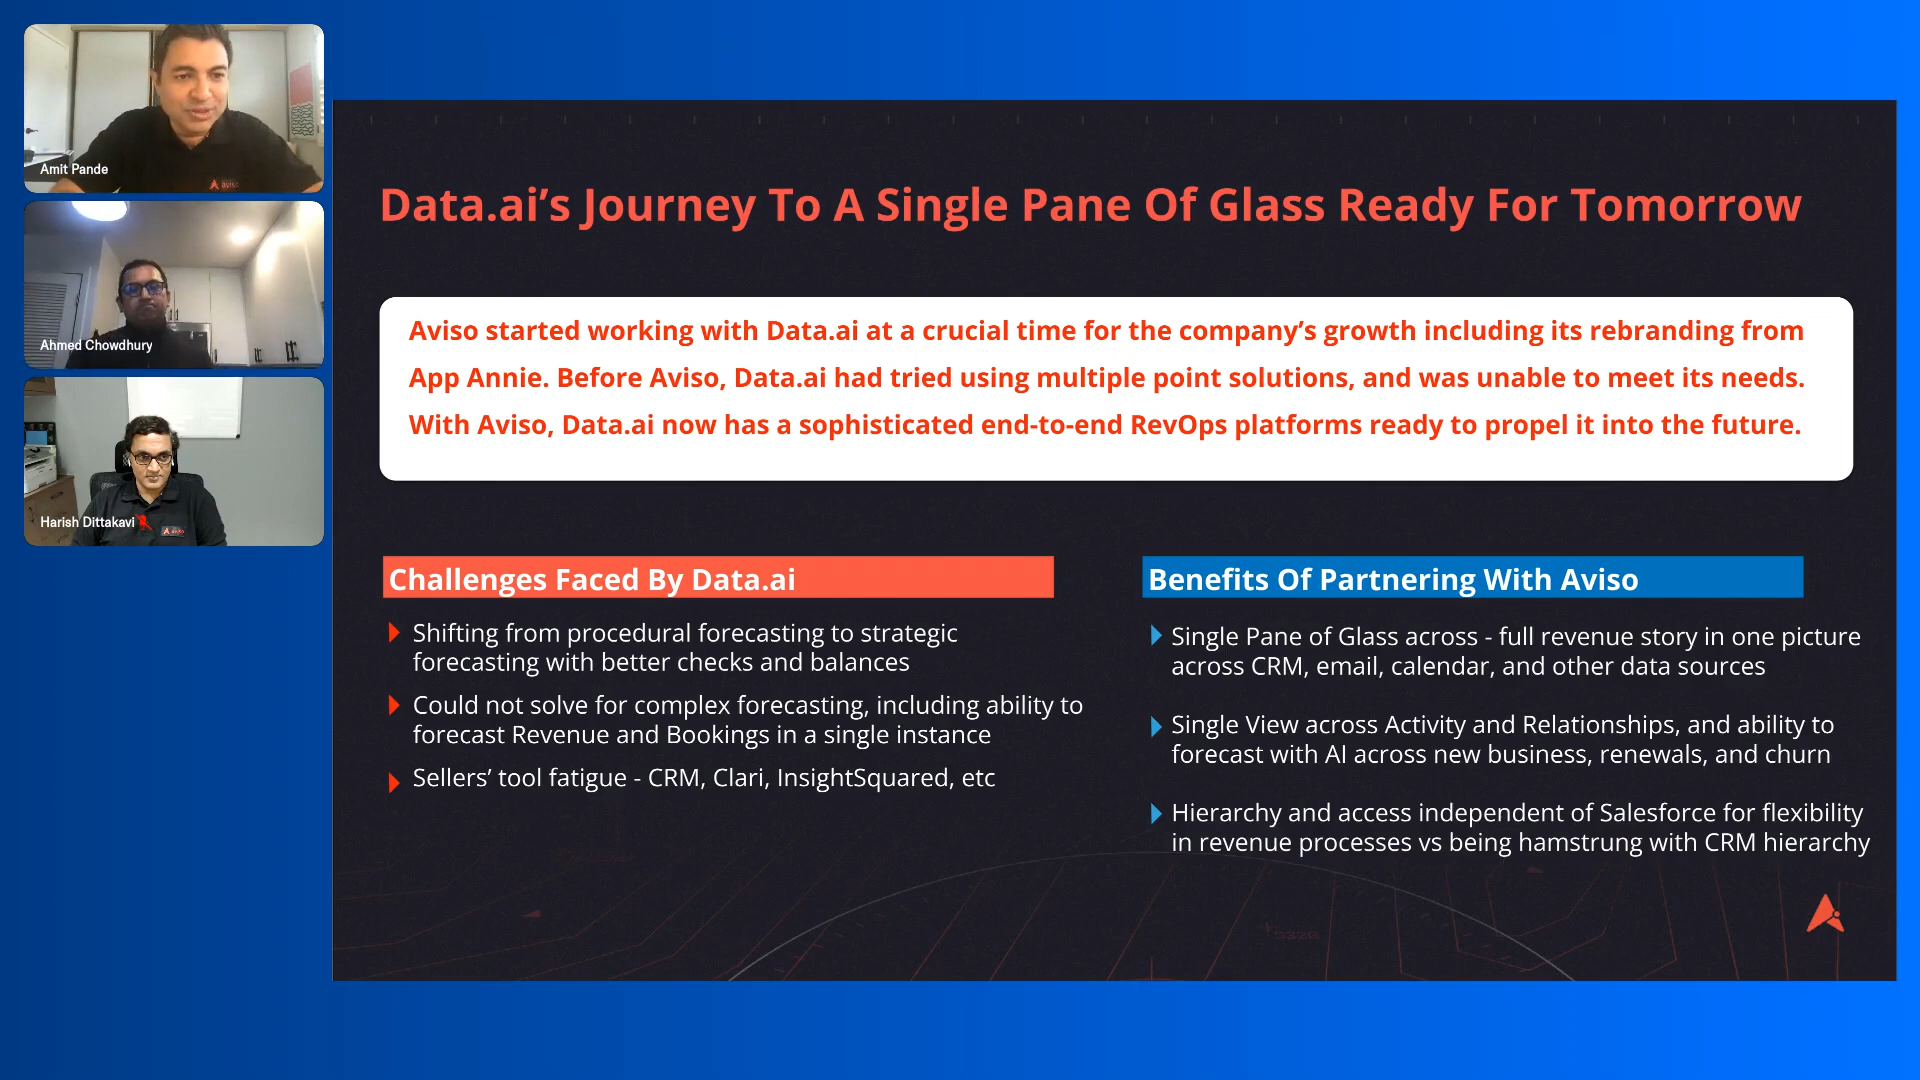 Amit Pande
aviso
Ahmed Chowdhury
Harish Dittakavi
aviso
Data.ai’s Journey To A Single Pane Of Glass Ready For Tomorrow
Aviso started working with Data.ai at a crucial time for the company’s growth including its rebranding from
App Annie. Before Aviso, Data.ai had tried using multiple point solutions, and was unable to meet its needs.
With Aviso, Data.ai now has a sophisticated end-to-end RevOps platforms ready to propel it into the future.
Challenges Faced By Data.ai
Shifting from procedural forecasting to strategic
forecasting with better checks and balances
Could not solve for complex forecasting, including ability to
forecast Revenue and Bookings in a single instance
Sellers’ tool fatigue - CRM, Clari, InsightSquared, etc
Benefits Of Partnering With Aviso
Single Pane of Glass across - full revenue story in one picture
across CRM, email, calendar, and other data sources
Single View across Activity and Relationships, and ability to
forecast with AI across new business, renewals, and churn
Hierarchy and access independent of Salesforce for flexibility
in revenue processes vs being hamstrung with CRM hierarchy